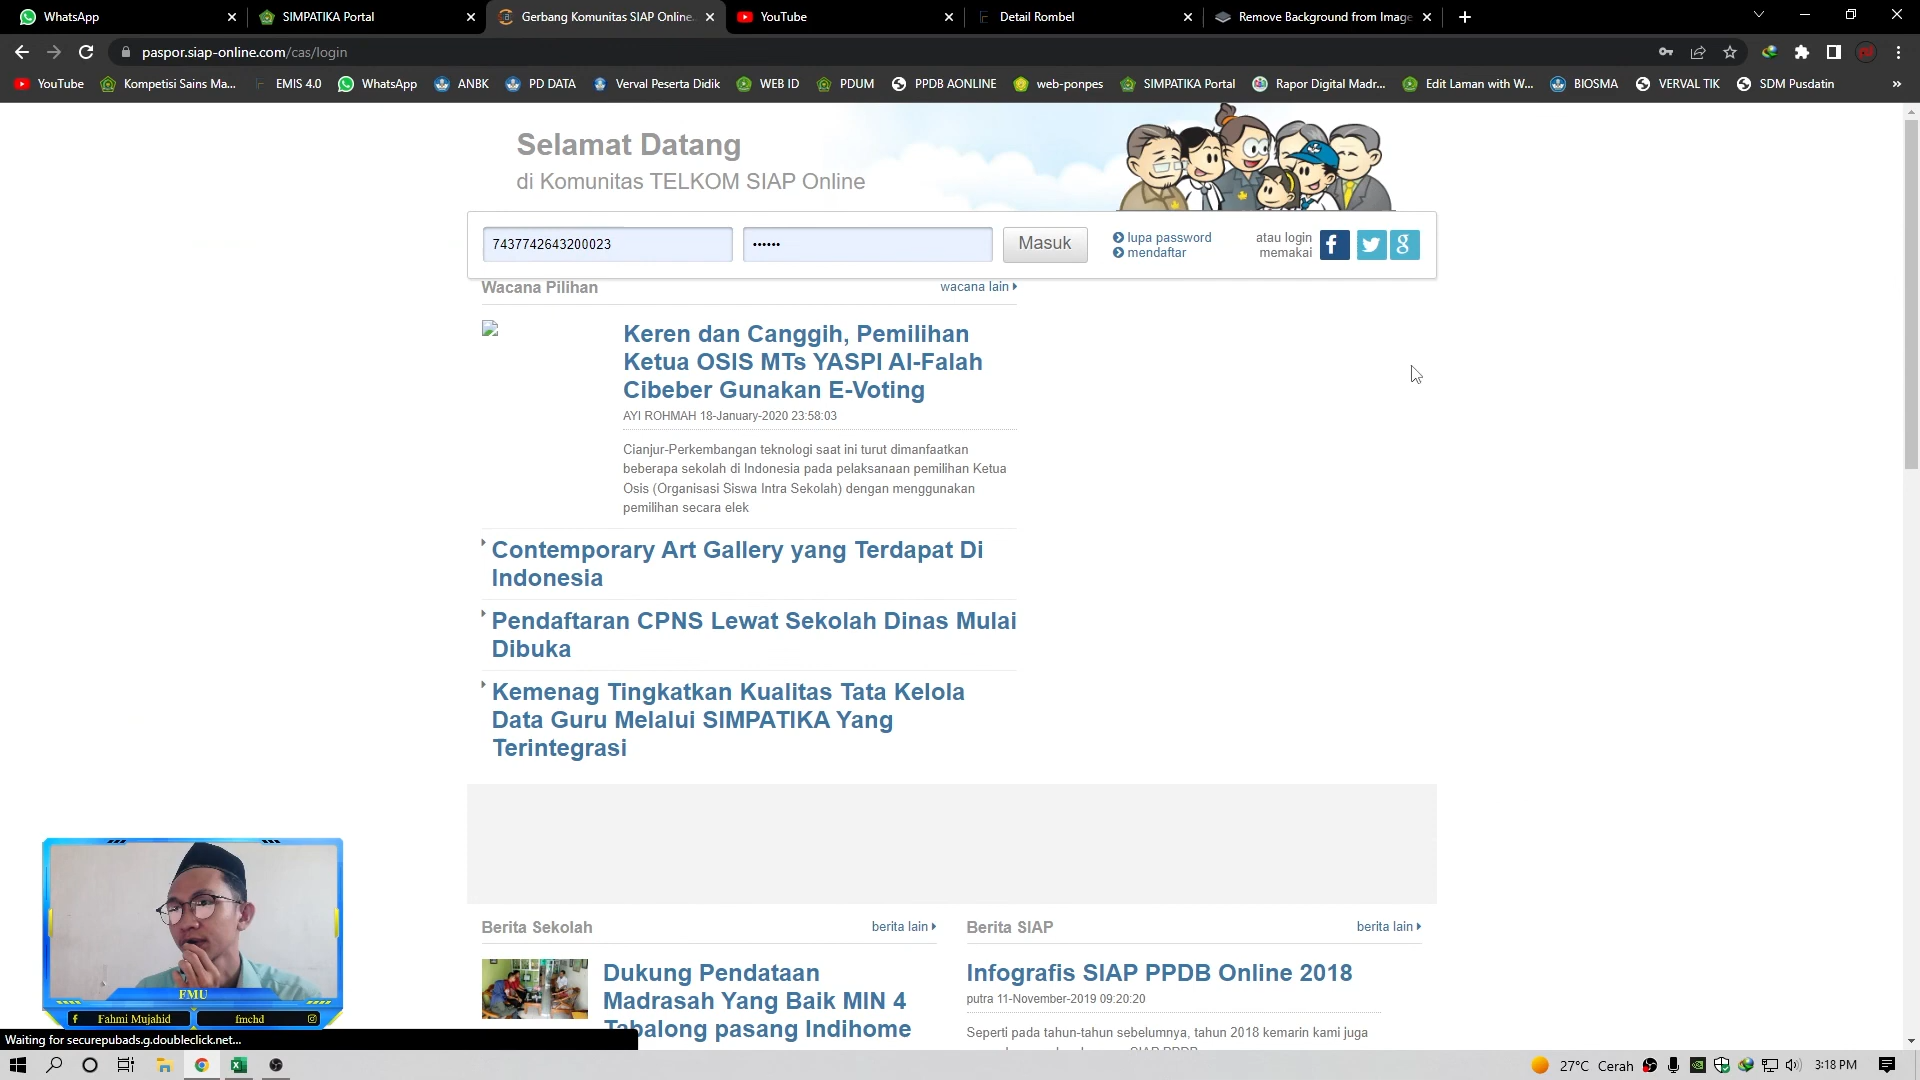 WhatsApp
SIMPATIKA Portal
Gerbang Komunitas SIAP Online
YouTube
Detail Rombel
Remove Background from Image
paspor.siap-online.com/cas/login
YouTube
Kompetisi Sains Ma...
EMIS 4.0
WhatsApp
ANBK
PD DATA
Verval Peserta Didik
WEB ID
PDUM
PPDB AONLINE
web-ponpes
SIMPATIKA Portal
Rapor Digital Madr...
Edit Laman with W...
BIOSMA
VERVAL TIK
SDM Pusdatin
»
Selamat Datang
di Komunitas TELKOM SIAP Online
7437742643200023
••••••
Masuk
lupa password
mendaftar
atau login
memakai
Wacana Pilihan
wacana lain
Keren dan Canggih, Pemilihan
Ketua OSIS MTs YASPI Al-Falah
Cibeber Gunakan E-Voting
AYI ROHMAH 18-January-2020 23:58:03
Cianjur-Perkembangan teknologi saat ini turut dimanfaatkan
beberapa sekolah di Indonesia pada pelaksanaan pemilihan Ketua
Osis (Organisasi Siswa Intra Sekolah) dengan menggunakan
pemilihan secara elek
Contemporary Art Gallery yang Terdapat Di
Indonesia
Pendaftaran CPNS Lewat Sekolah Dinas Mulai
Dibuka
Kemenag Tingkatkan Kualitas Tata Kelola
Data Guru Melalui SIMPATIKA Yang
Terintegrasi
Berita Sekolah
berita lain
Dukung Pendataan
Madrasah Yang Baik MIN 4
Tabalong pasang Indihome
Berita SIAP
berita lain
Infografis SIAP PPDB Online 2018
putra 11-November-2019 09:20:20
Seperti pada tahun-tahun sebelumnya, tahun 2018 kemarin kami juga
FMU
Fahmi Mujahid
fmchd
Waiting for securepubads.g.doubleclick.net...
27°C Cerah
3:18 PM